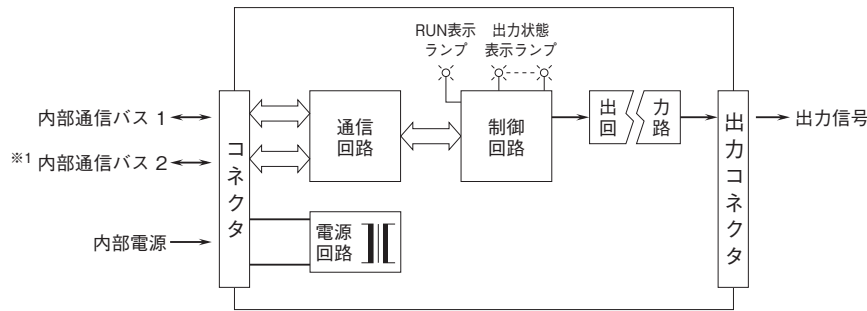 RUN表示
ランプ
出力状態
表示ランプ
内部通信バス 1
※1 内部通信バス 2
内部電源
コネクタ
通信
回路
電源
回路
制御
回路
出力
回路
出力コネクタ
出力信号